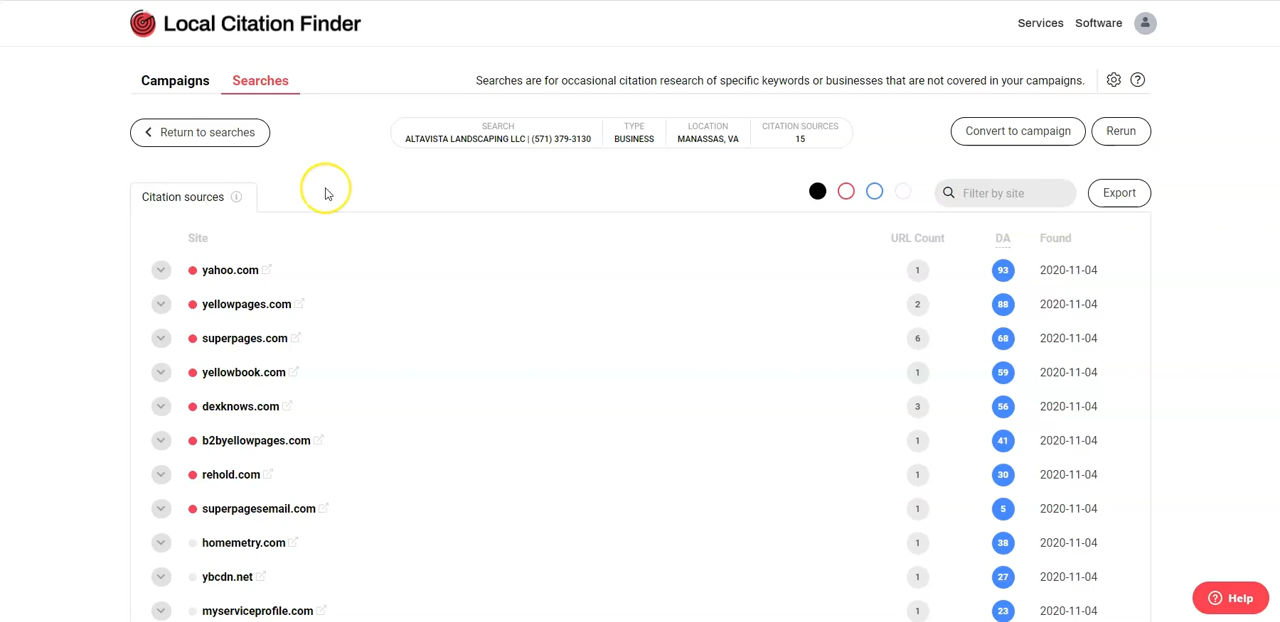 Local Citation Finder
Services Software
Campaigns Searches Searches are for occasional citation research of specific keywords or businesses that are not covered in your campaigns.
Return to searches
SEARCH TYPE LOCATION CITATION SOURCES
ALTAVISTA LANDSCAPING LLC | (571) 379-3130 BUSINESS MANASSAS, VA 15
Convert to campaign Rerun
Citation sources Filter by site Export
Site URL Count DA Found
yahoo.com 1 93 2020-11-04
yellowpages.com 2 88 2020-11-04
superpages.com 6 68 2020-11-04
yellowbook.com 1 59 2020-11-04
dexknows.com 3 56 2020-11-04
b2byellowpages.com 1 41 2020-11-04
rehold.com 1 30 2020-11-04
superpagesemail.com 1 5 2020-11-04
homemetry.com 1 38 2020-11-04
ybcdn.net 1 27 2020-11-04
myserviceprofile.com 1 23 2020-11-04
Help